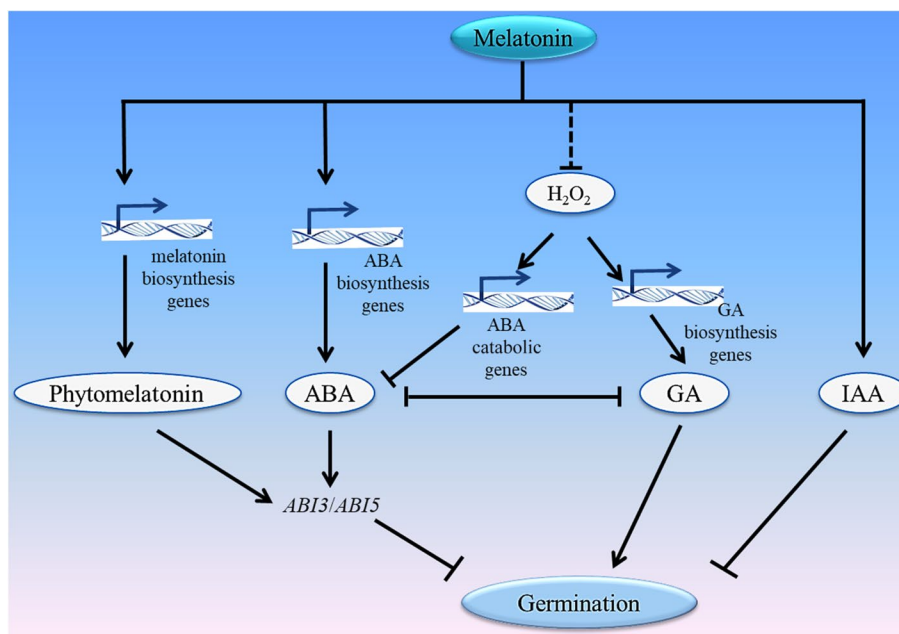 Melatonin
H₂O₂
melatonin
biosynthesis
genes
ABA
biosynthesis
genes
ABA
catabolic
genes
GA
biosynthesis
genes
Phytomelatonin
ABA
GA
IAA
ABI3/ABI5
Germination